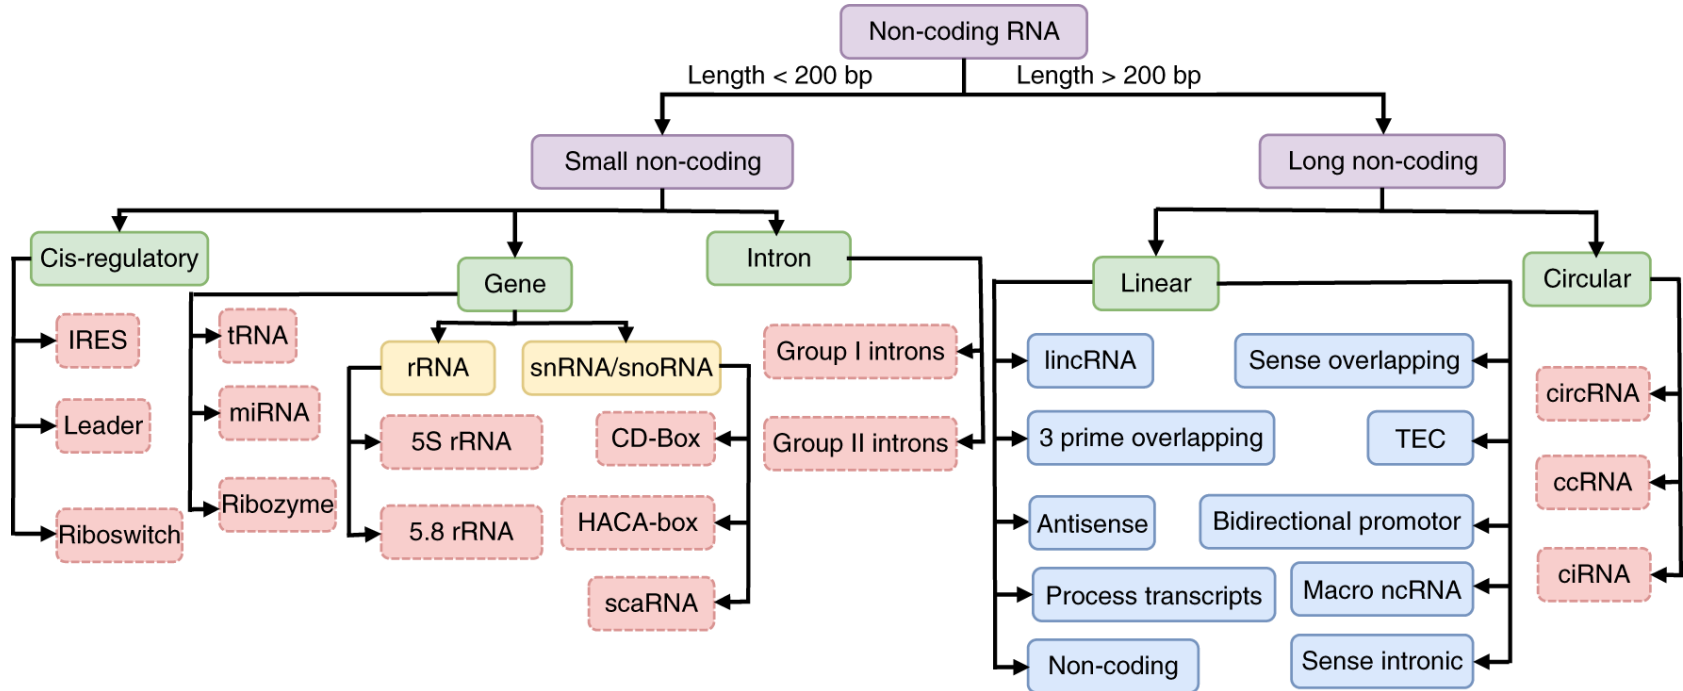 Non-coding RNA
Length < 200 bp
Length > 200 bp
Small non-coding
Long non-coding
Cis-regulatory
Gene
Intron
Linear
Circular
IRES
Leader
Riboswitch
tRNA
miRNA
Ribozyme
rRNA
snRNA/snoRNA
5S rRNA
5.8 rRNA
CD-Box
HACA-box
scaRNA
Group I introns
Group II introns
lincRNA
3 prime overlapping
Antisense
Process transcripts
Non-coding
Sense overlapping
TEC
Bidirectional promotor
Macro ncRNA
Sense intronic
circRNA
ccRNA
ciRNA